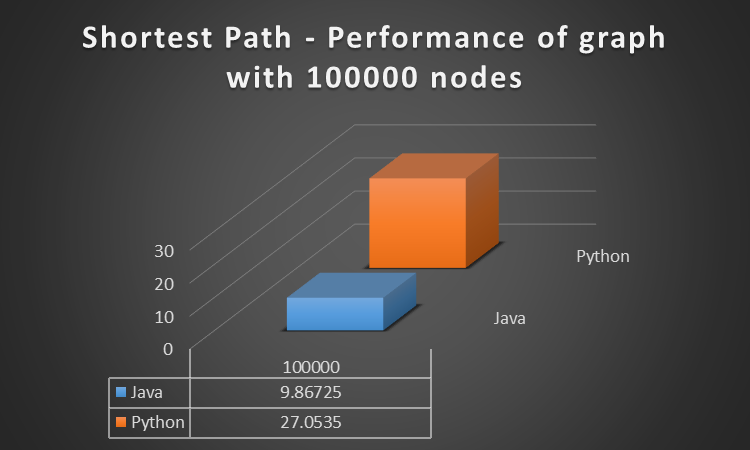 Shortest Path - Performance of graph
with 100000 nodes
30
20
10
0
Python
Java
100000
Java 9.86725
Python 27.0535